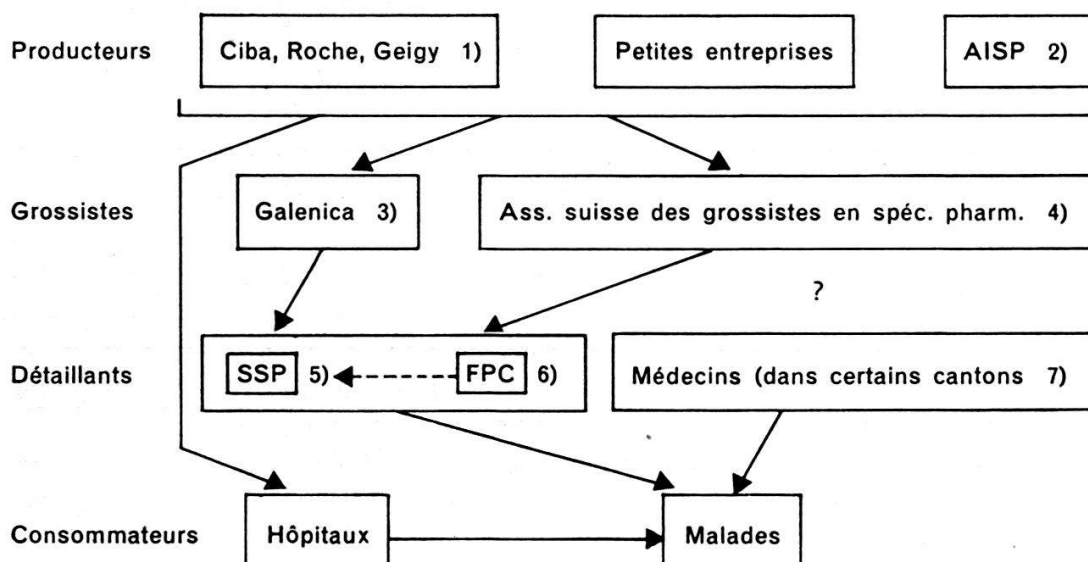 Producteurs Ciba, Roche, Geigy 1) Petites entreprises AISP 2)
Grossistes Galenica 3) Ass. suisse des grossistes en spéc. pharm. 4)
?
Détaillants SSP 5) FPC 6) Médecins (dans certains cantons 7)
Consommateurs Hôpitaux Malades